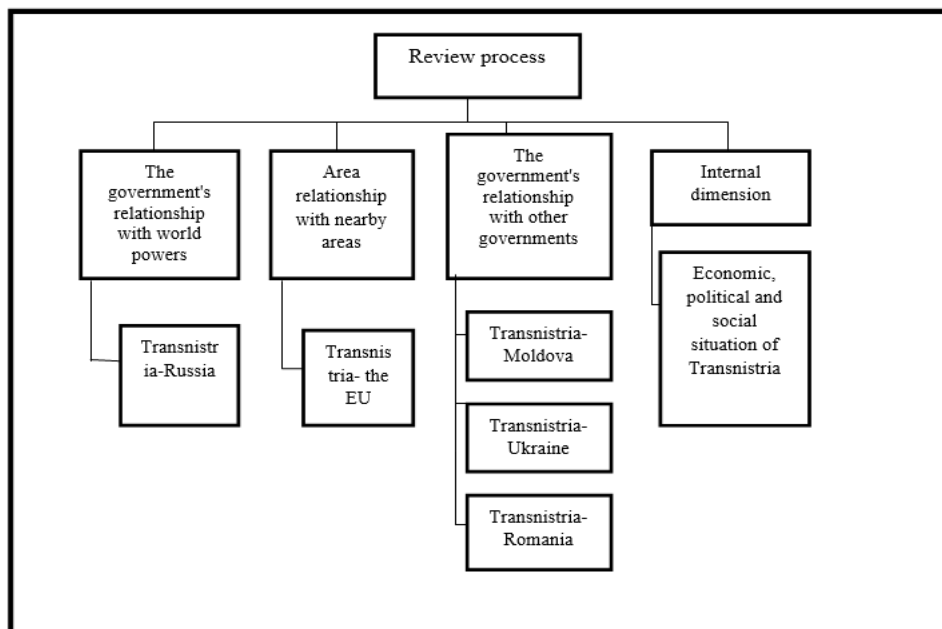 Review process
The
government's
relationship
with world
powers
Area
relationship
with nearby
areas
The
government's
relationship
with other
governments
Internal
dimension
Transnistr
ia-Russia
Transnis
tria- the
EU
Transnistria-
Moldova
Transnistria-
Ukraine
Transnistria-
Romania
Economic,
political and
social
situation of
Transnistria